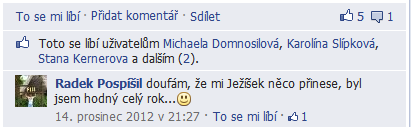 To se mi líbí · Přidat komentář · Sdílet 5 1
Toto se líbí uživatelům Michaela Domnosilová, Karolína Slípková,
Stana Kernerova a dalším (2).
Radek Pospíšil doufám, že mi Ježíšek něco přinese, byl
jsem hodný celý rok...
14. prosinec 2012 v 21:27 · To se mi líbí · 1